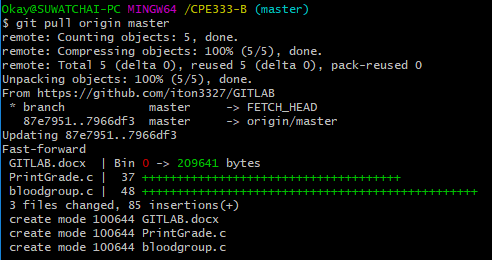 Okay@SUWATCHAI-PC MINGW64 /CPE333-B (master)
$ git pull origin master
remote: Counting objects: 5, done.
remote: Compressing objects: 100% (5/5), done.
remote: Total 5 (delta 0), reused 5 (delta 0), pack-reused 0
Unpacking objects: 100% (5/5), done.
From https://github.com/iton3327/GITLAB
 * branch            master     -> FETCH_HEAD
   87e7951..7966df3  master     -> origin/master
Updating 87e7951..7966df3
Fast-forward
 GITLAB.docx  | Bin 0 -> 209641 bytes
 PrintGrade.c |  37 +++++++++++++++++++++++++++++++++++++
 bloodgroup.c |  48 ++++++++++++++++++++++++++++++++++++++++++++++++
 3 files changed, 85 insertions(+)
 create mode 100644 GITLAB.docx
 create mode 100644 PrintGrade.c
 create mode 100644 bloodgroup.c